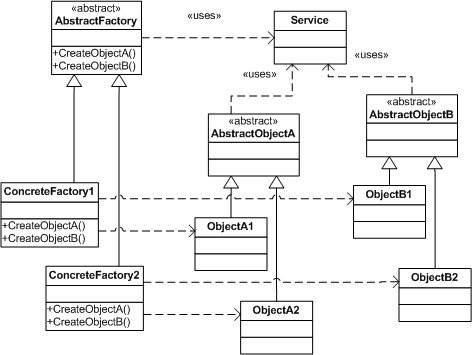 «abstract»
AbstractFactory
+CreateObjectA()
+CreateObjectB()
«uses»
Service
«uses»
«uses»
«abstract»
AbstractObjectA
«abstract»
AbstractObjectB
ConcreteFactory1
+CreateObjectA()
+CreateObjectB()
ObjectB1
ObjectA1
ConcreteFactory2
+CreateObjectA()
+CreateObjectB()
ObjectB2
ObjectA2